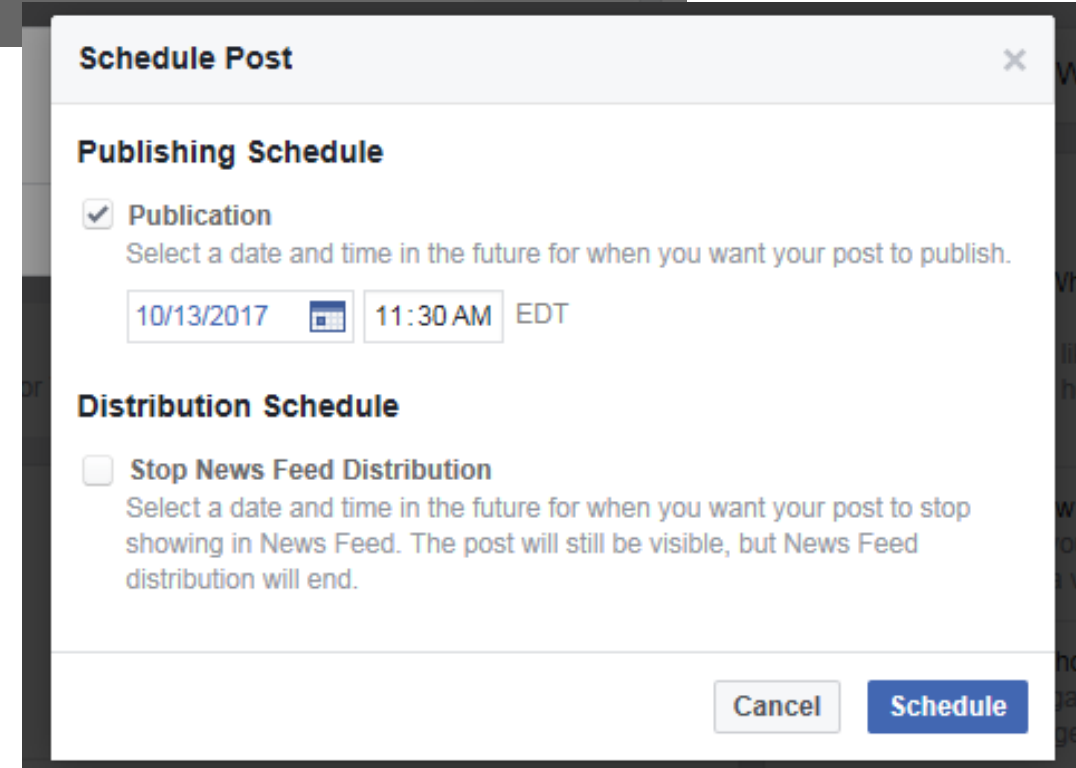 Schedule Post
Publishing Schedule
Publication
Select a date and time in the future for when you want your post to publish.
10/13/2017 11:30 AM EDT
Distribution Schedule
Stop News Feed Distribution
Select a date and time in the future for when you want your post to stop
showing in News Feed. The post will still be visible, but News Feed
distribution will end.
Cancel Schedule